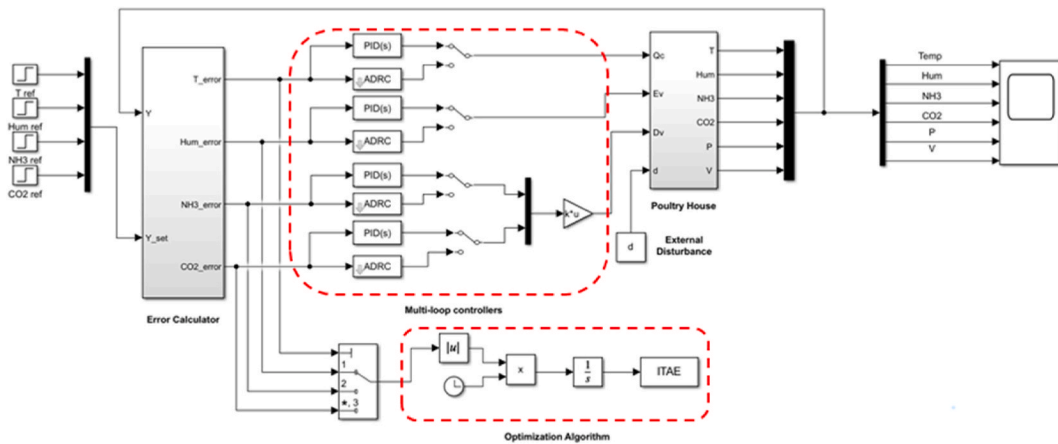 T ref
Hum ref
NH3 ref
CO2 ref
Y
Y_set
T_error
Hum_error
NH3_error
CO2_error
Error Calculator
PID(s)
ADRC
PID(s)
ADRC
PID(s)
ADRC
PID(s)
ADRC
k*u
Multi-loop controllers
Qc
Ev
Dv
d
T
Hum
NH3
CO2
P
V
Poultry House
External
Disturbance
d
Temp
Hum
NH3
CO2
P
V
1
2
*, 3
|u|
x
1
s
ITAE
Optimization Algorithm